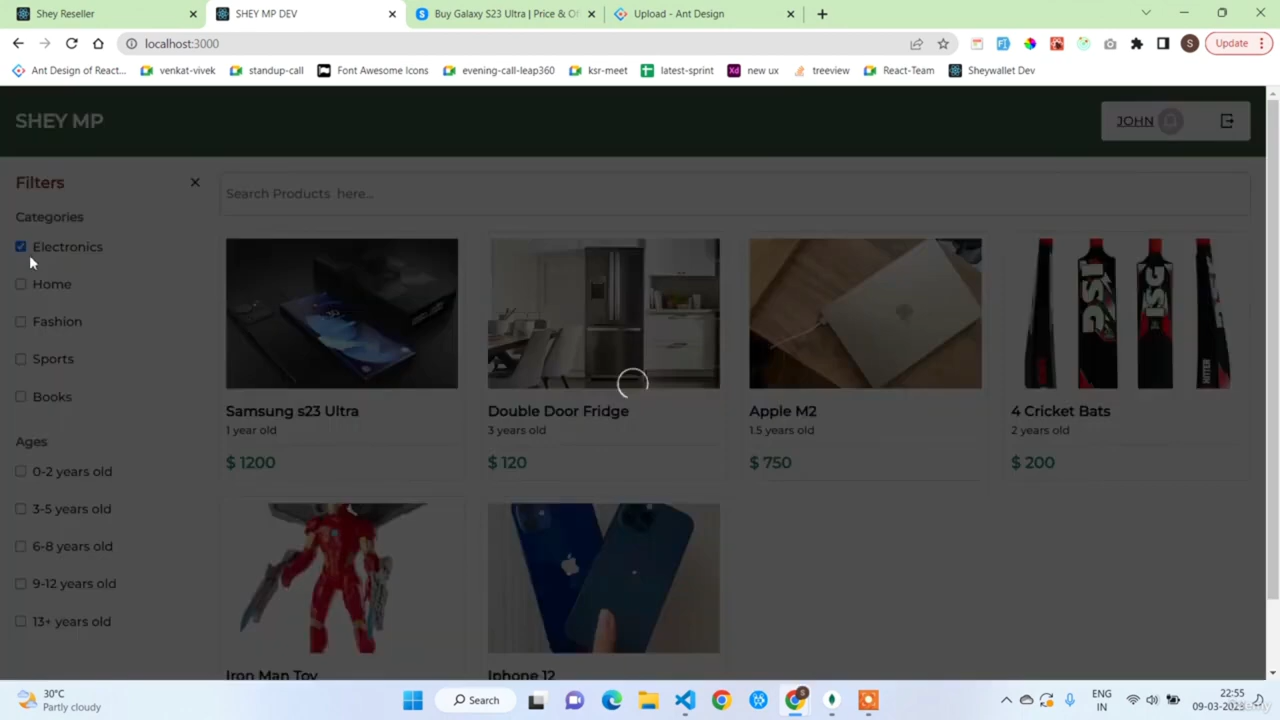 Shey Reseller
SHEY MP DEV
Buy Galaxy S23 Ultra | Price & Of
Upload - Ant Design
localhost:3000
S
Update
Ant Design of React...
venkat-vivek
standup-call
Font Awesome Icons
evening-call-leap360
ksr-meet
latest-sprint
new ux
treeview
React-Team
Sheywallet Dev
SHEY MP
JOHN
Filters
Search Products here...
Categories
Electronics
Home
Fashion
Sports
Books
Ages
0-2 years old
3-5 years old
6-8 years old
9-12 years old
13+ years old
Samsung s23 Ultra
1 year old
$ 1200
Double Door Fridge
3 years old
$ 120
Apple M2
1.5 years old
$ 750
4 Cricket Bats
2 years old
$ 200
Iron Man Toy
Iphone 12
30°C
Partly cloudy
Search
ENG
IN
22:55
09-03-2023